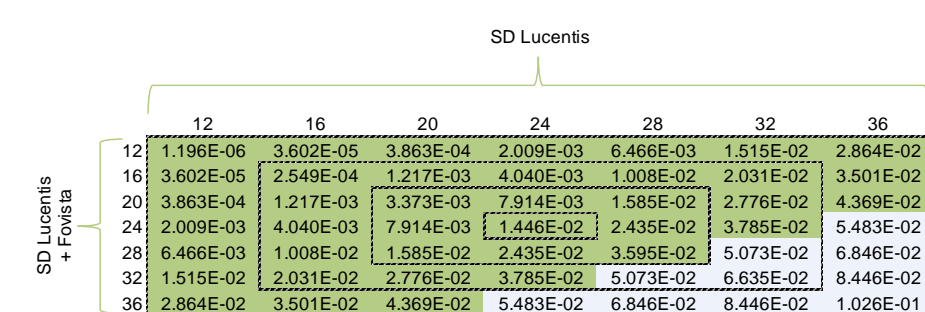 SD Lucentis
12 16 20 24 28 32 36
SD Lucentis
+ Fovista
12 1.196E-06 3.602E-05 3.863E-04 2.009E-03 6.466E-03 1.515E-02 2.864E-02
16 3.602E-05 2.549E-04 1.217E-03 4.040E-03 1.008E-02 2.031E-02 3.501E-02
20 3.863E-04 1.217E-03 3.373E-03 7.914E-03 1.585E-02 2.776E-02 4.369E-02
24 2.009E-03 4.040E-03 7.914E-03 1.446E-02 2.435E-02 3.785E-02 5.483E-02
28 6.466E-03 1.008E-02 1.585E-02 2.435E-02 3.595E-02 5.073E-02 6.846E-02
32 1.515E-02 2.031E-02 2.776E-02 3.785E-02 5.073E-02 6.635E-02 8.446E-02
36 2.864E-02 3.501E-02 4.369E-02 5.483E-02 6.846E-02 8.446E-02 1.026E-01